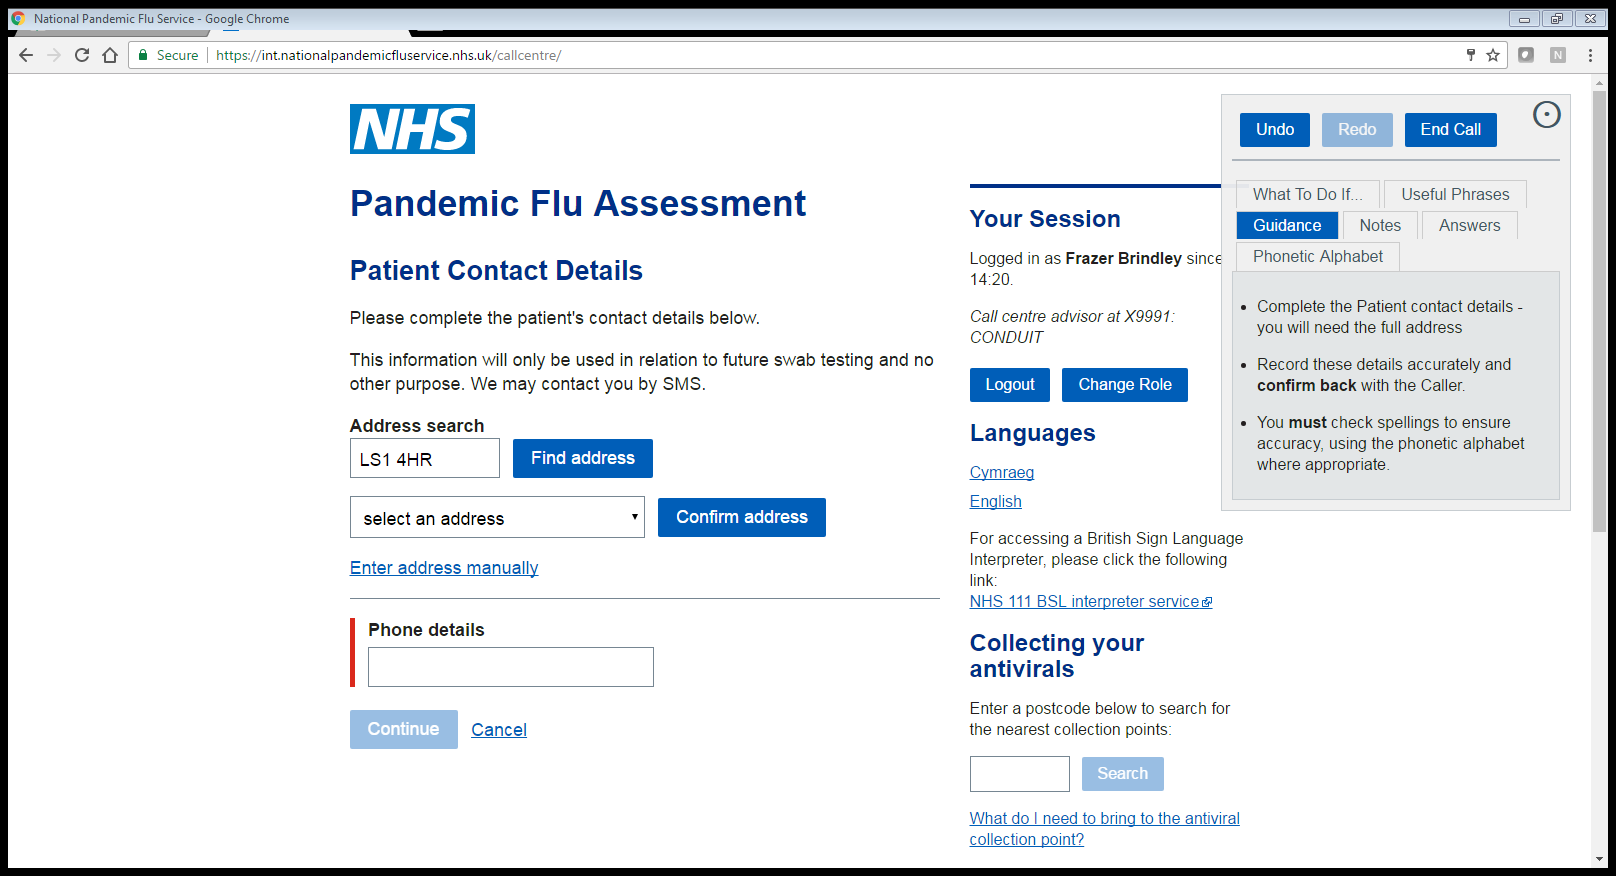 National Pandemic Flu Service - Google Chrome
Secure
https://int.nationalpandemicfluservice.nhs.uk/callcentre/
N
NHS
Pandemic Flu Assessment
Patient Contact Details
Please complete the patient's contact details below.
This information will only be used in relation to future swab testing and no
other purpose. We may contact you by SMS.
Address search
LS1 4HR
Find address
select an address
Confirm address
Enter address manually
Phone details
Continue
Cancel
Your Session
Logged in as Frazer Brindley since
14:20.
Call centre advisor at X9991:
CONDUIT
Logout
Change Role
Languages
Cymraeg
English
For accessing a British Sign Language
Interpreter, please click the following
link:
NHS 111 BSL interpreter service
Collecting your
antivirals
Enter a postcode below to search for
the nearest collection points:
Search
What do I need to bring to the antiviral
collection point?
Undo
Redo
End Call
What To Do If...
Useful Phrases
Guidance
Notes
Answers
Phonetic Alphabet
Complete the Patient contact details -
you will need the full address
Record these details accurately and
confirm back with the Caller.
You must check spellings to ensure
accuracy, using the phonetic alphabet
where appropriate.